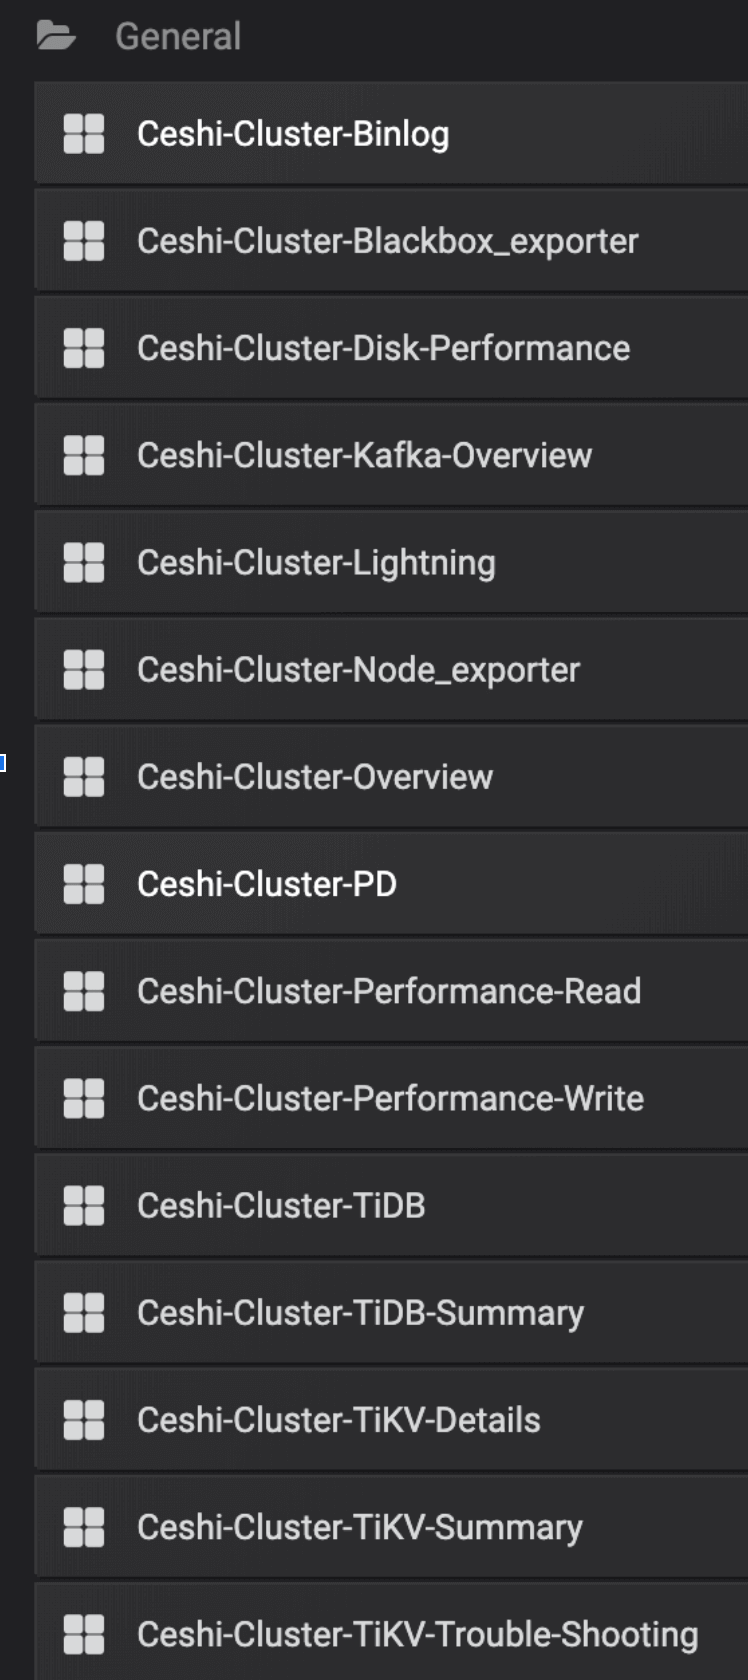 General
Ceshi-Cluster-Binlog
Ceshi-Cluster-Blackbox_exporter
Ceshi-Cluster-Disk-Performance
Ceshi-Cluster-Kafka-Overview
Ceshi-Cluster-Lightning
Ceshi-Cluster-Node_exporter
Ceshi-Cluster-Overview
Ceshi-Cluster-PD
Ceshi-Cluster-Performance-Read
Ceshi-Cluster-Performance-Write
Ceshi-Cluster-TiDB
Ceshi-Cluster-TiDB-Summary
Ceshi-Cluster-TiKV-Details
Ceshi-Cluster-TiKV-Summary
Ceshi-Cluster-TiKV-Trouble-Shooting